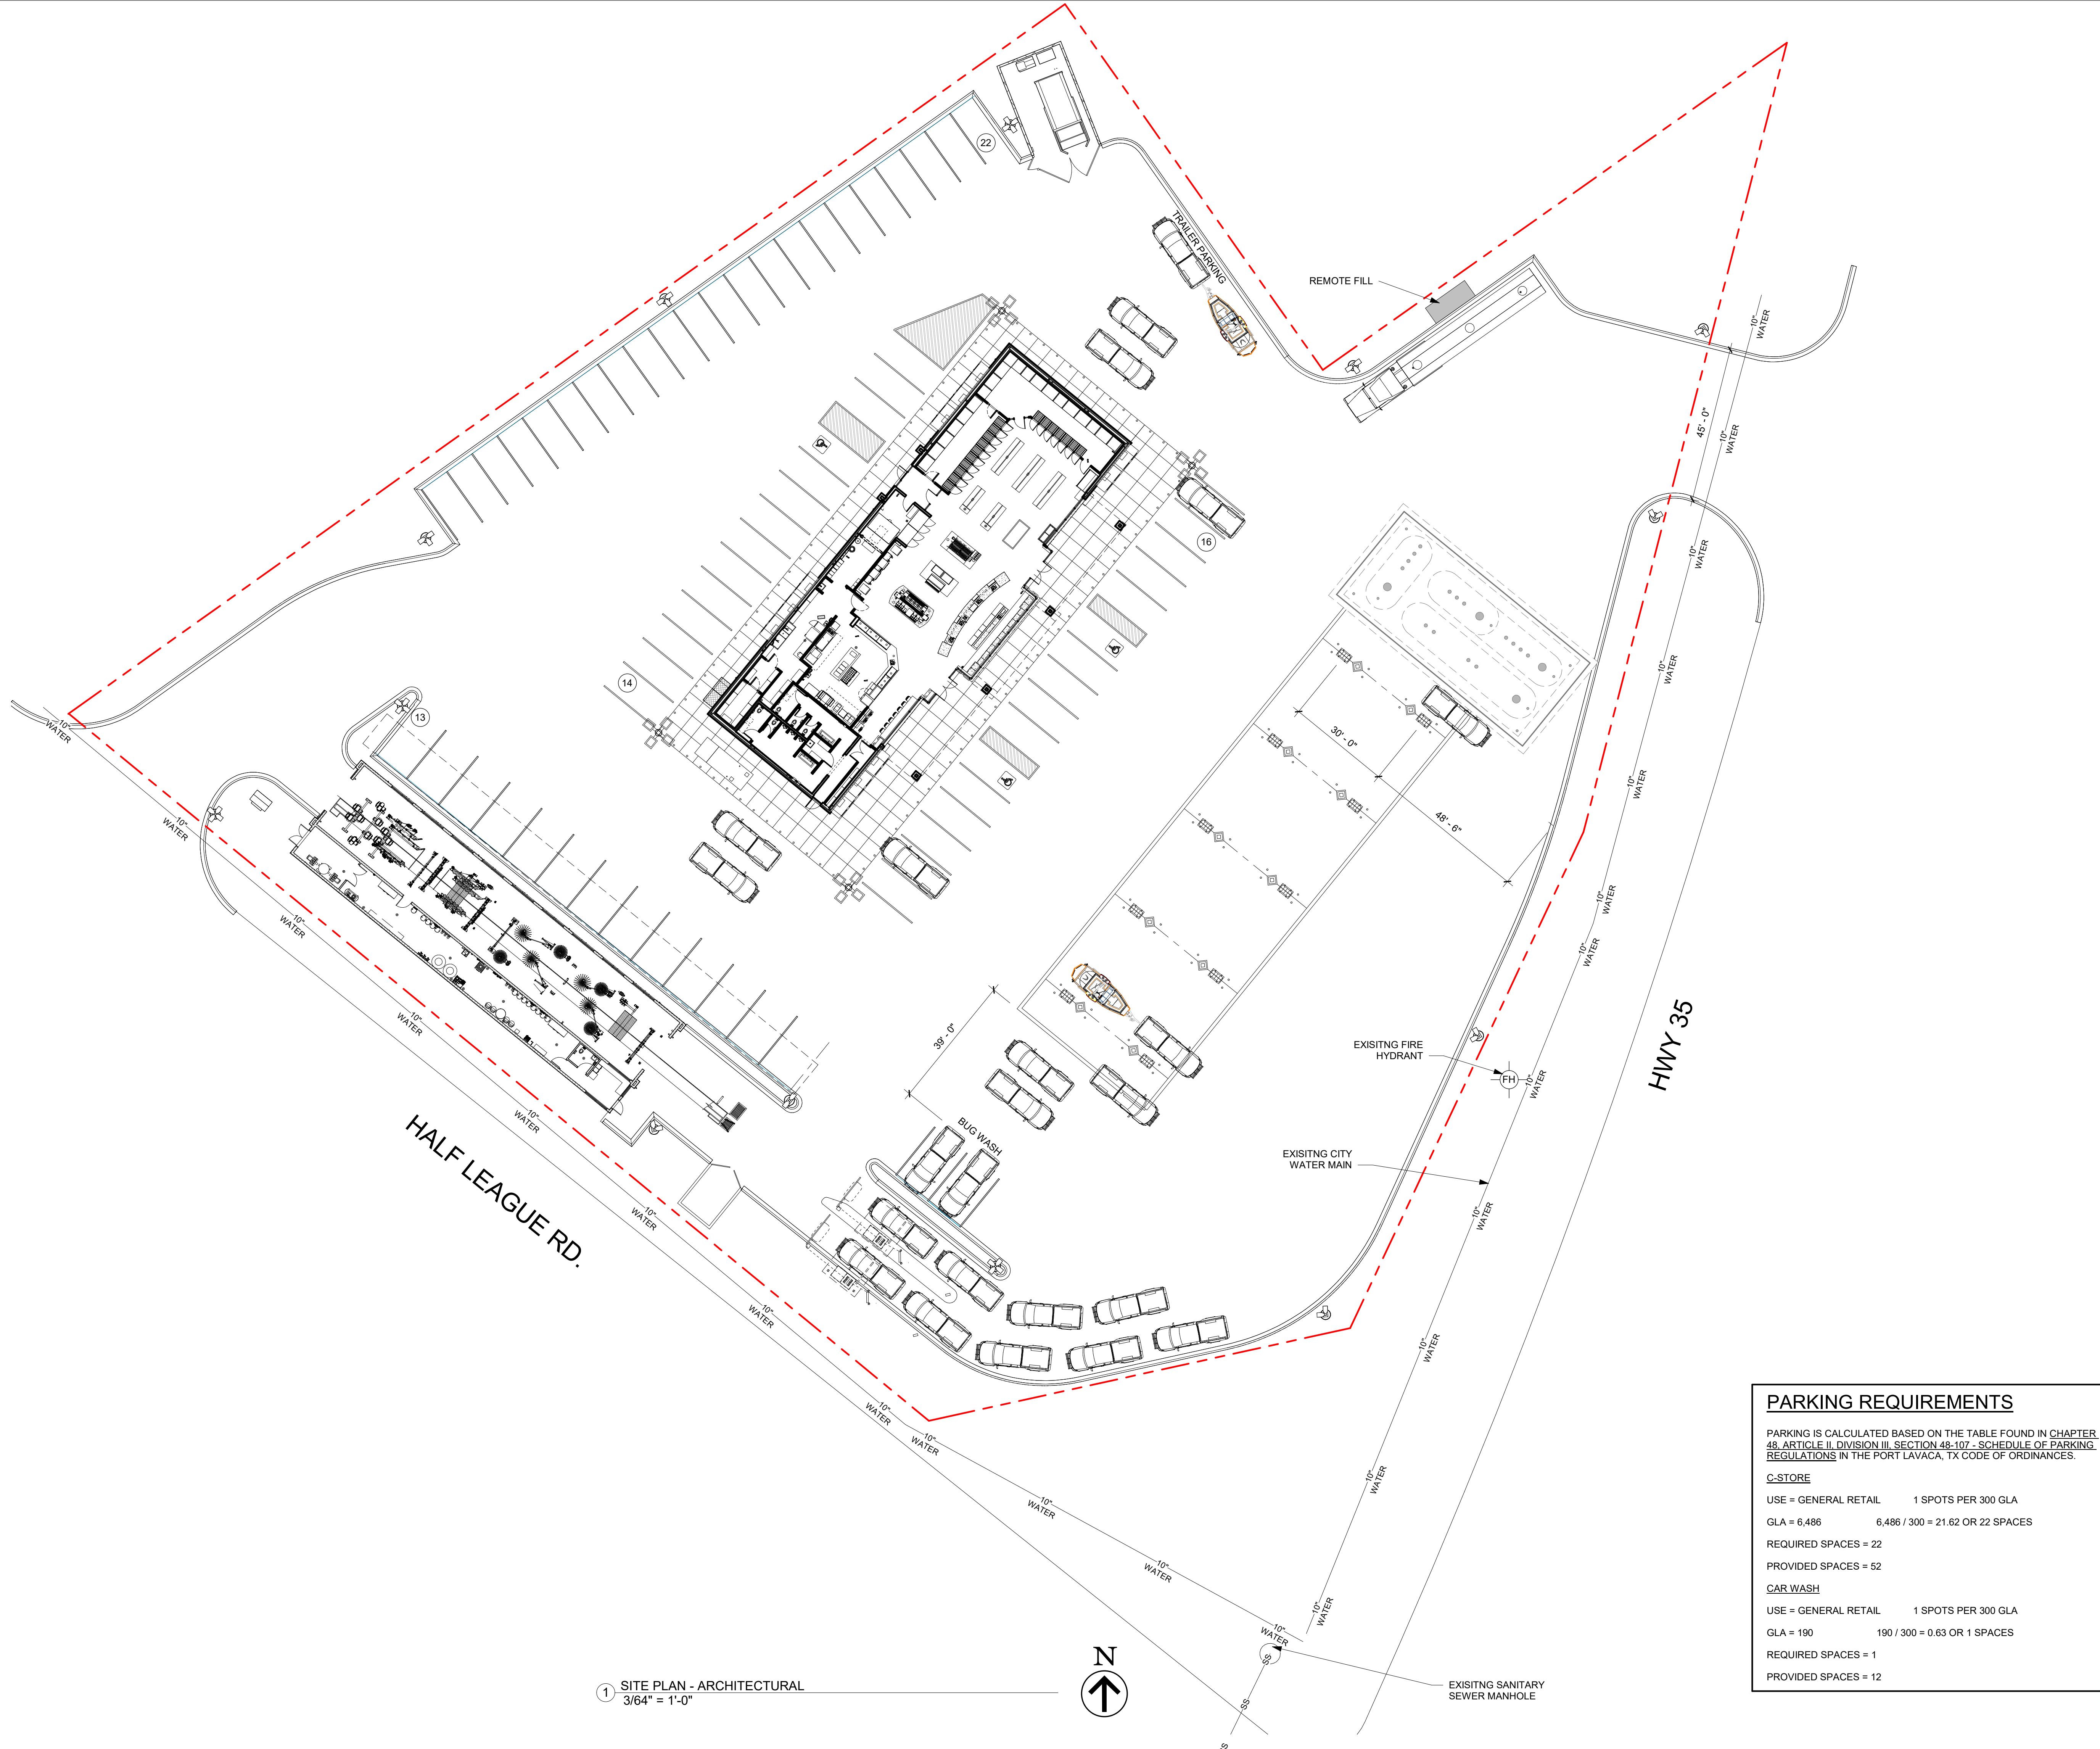 22
TRAILER PARKING
REMOTE FILL
10"
WATER
45' - 0"
10"
WATER
16
10"
WATER
14
13
10"
WATER
10"
WATER
30' - 0"
10"
WATER
48' - 6"
10"
WATER
10"
WATER
10"
WATER
10"
WATER
10"
WATER
HWY 35
39' - 0"
EXISITNG FIRE
HYDRANT
FH
10"
WATER
BUG WASH
10"
WATER
HALF LEAGUE RD.
EXISITNG CITY
WATER MAIN
10"
WATER
10"
WATER
10"
WATER
10"
WATER
10"
WATER
10"
WATER
10"
WATER
10"
WATER
10"
WATER
10"
WATER
SS
SS
EXISITNG SANITARY
SEWER MANHOLE
1
SITE PLAN - ARCHITECTURAL
3/64" = 1'-0"
N
PARKING REQUIREMENTS
PARKING IS CALCULATED BASED ON THE TABLE FOUND IN CHAPTER
48, ARTICLE II, DIVISION III, SECTION 48-107 - SCHEDULE OF PARKING
REGULATIONS IN THE PORT LAVACA, TX CODE OF ORDINANCES.
C-STORE
USE = GENERAL RETAIL 1 SPOTS PER 300 GLA
GLA = 6,486 6,486 / 300 = 21.62 OR 22 SPACES
REQUIRED SPACES = 22
PROVIDED SPACES = 52
CAR WASH
USE = GENERAL RETAIL 1 SPOTS PER 300 GLA
GLA = 190 190 / 300 = 0.63 OR 1 SPACES
REQUIRED SPACES = 1
PROVIDED SPACES = 12